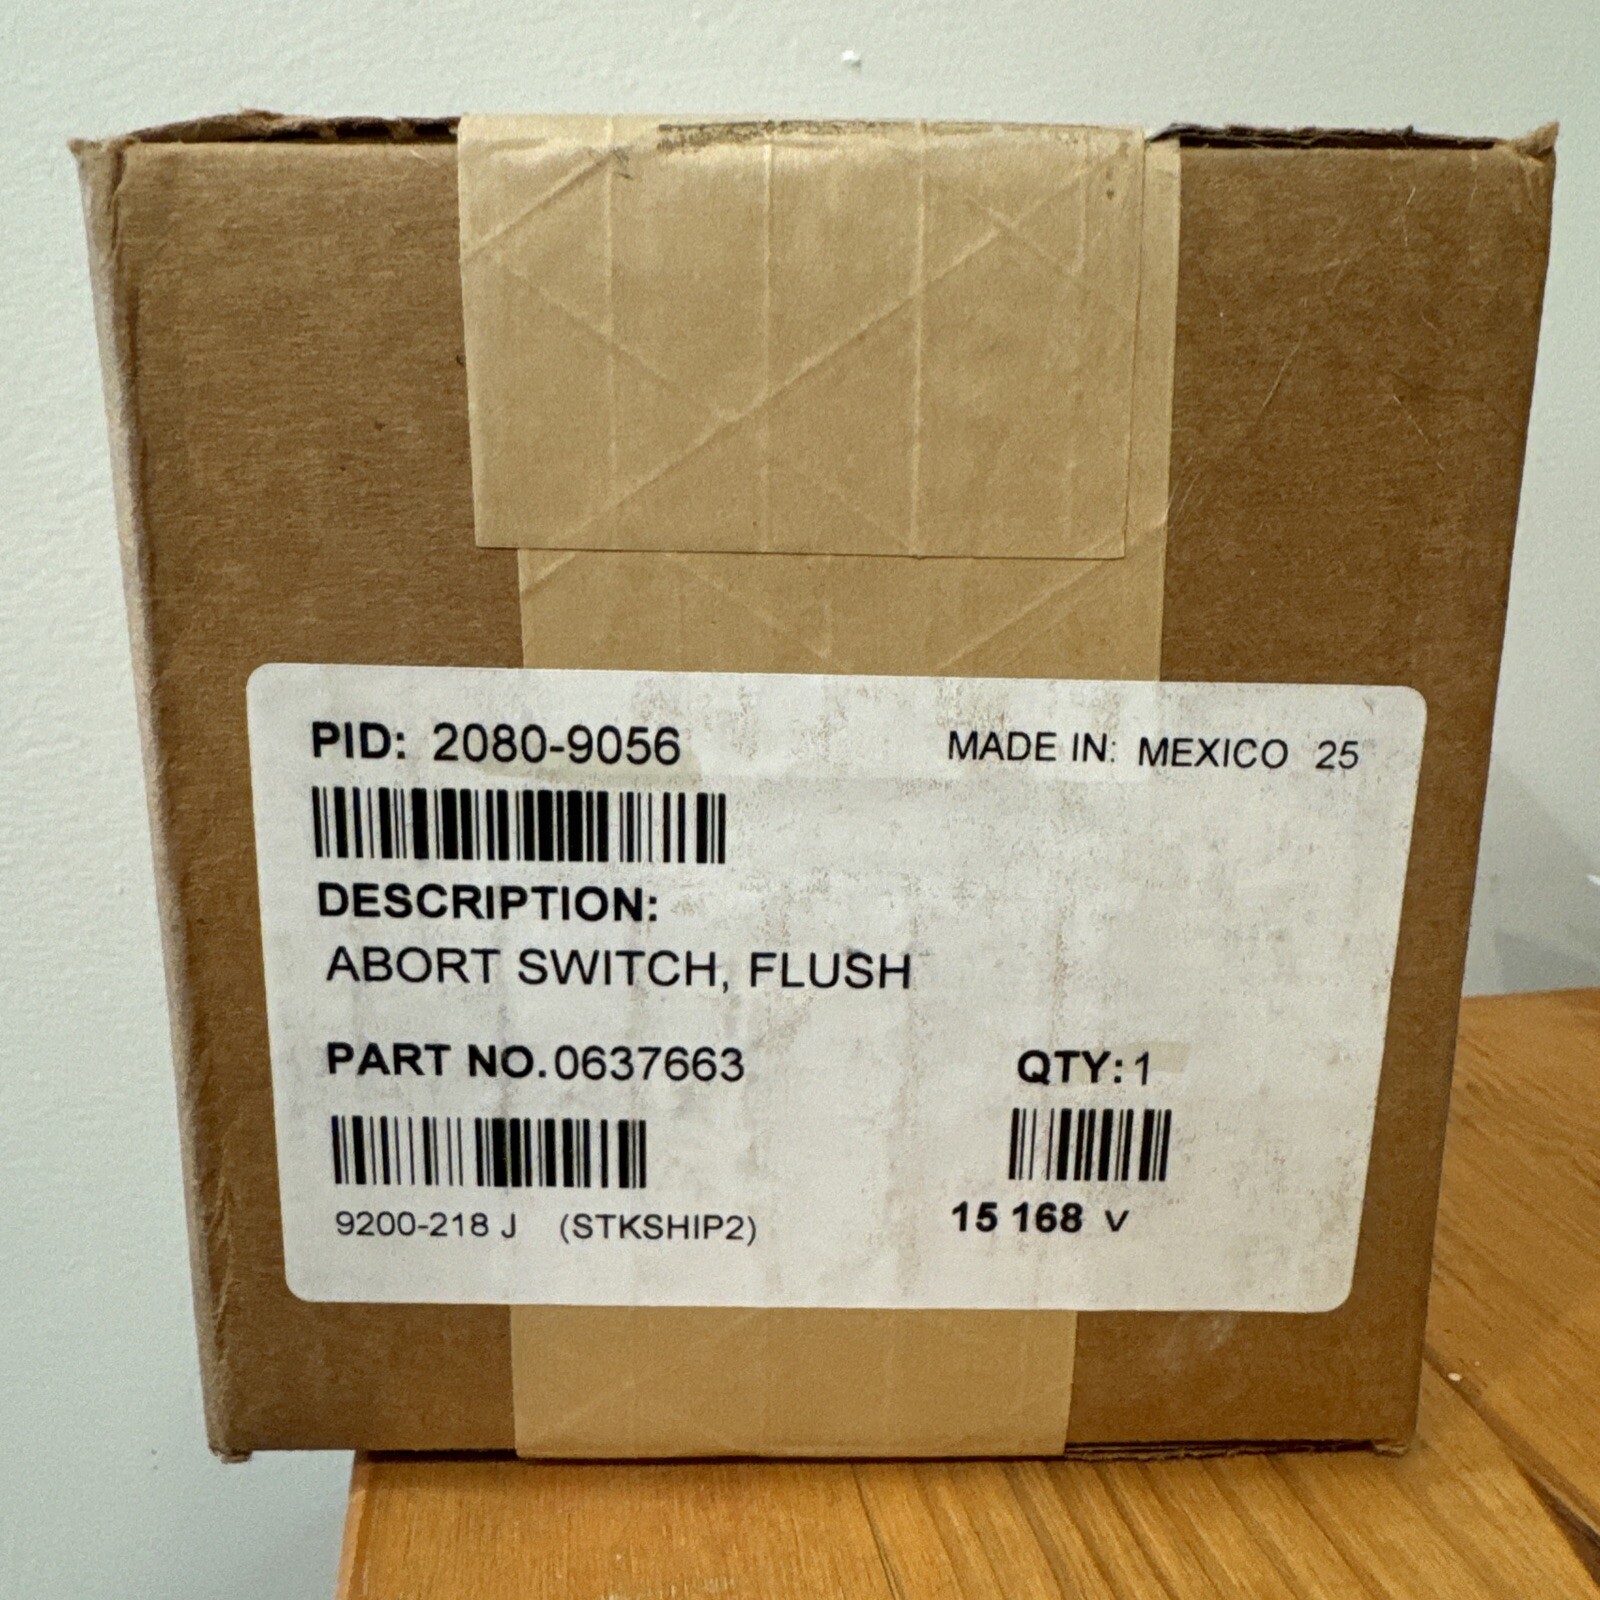 PID: 2080-9056
MADE IN: MEXICO 25
DESCRIPTION:
ABORT SWITCH, FLUSH
PART NO.0637663
QTY:1
9200-218 J (STKSHIP2)
15 168 v